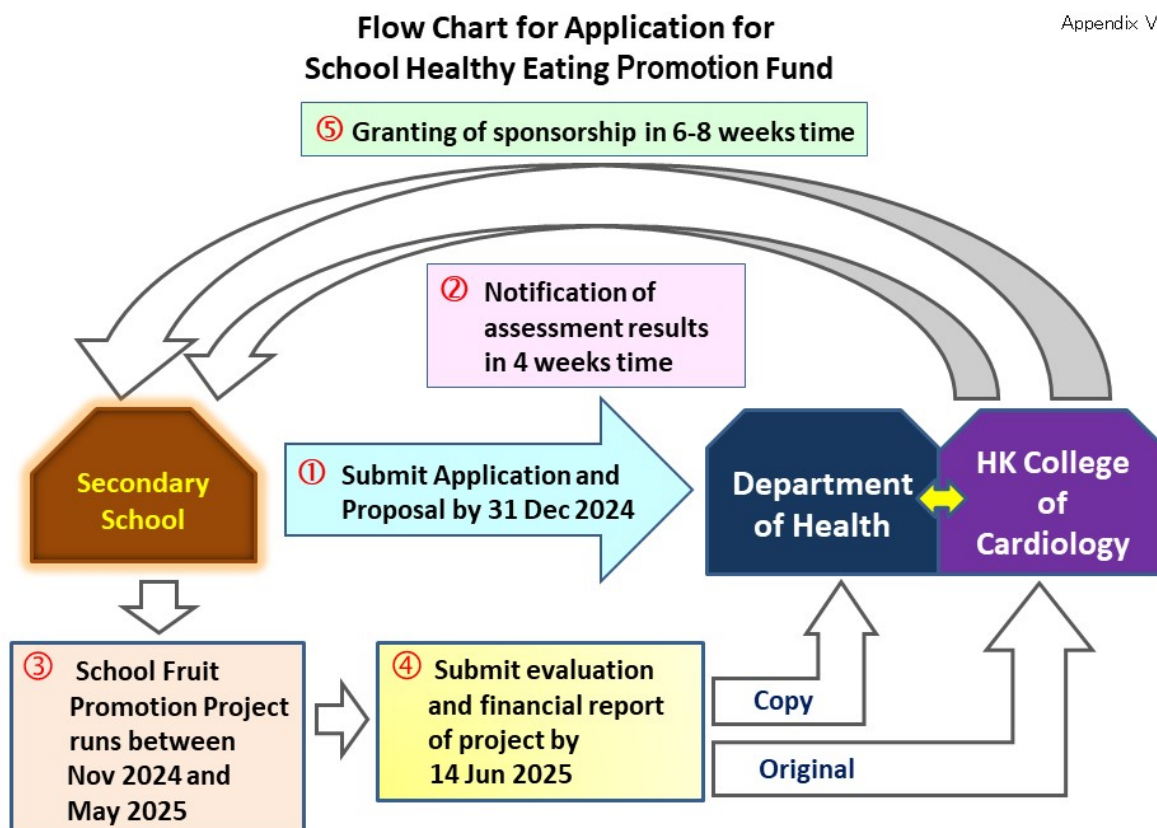 Appendix V
Flow Chart for Application for
School Healthy Eating Promotion Fund
⑤ Granting of sponsorship in 6-8 weeks time
② Notification of
assessment results
in 4 weeks time
Secondary
School
① Submit Application and
Proposal by 31 Dec 2024
Department
of Health
HK College
of
Cardiology
③ School Fruit
Promotion Project
runs between
Nov 2024 and
May 2025
④ Submit evaluation
and financial report
of project by
14 Jun 2025
Copy
Original